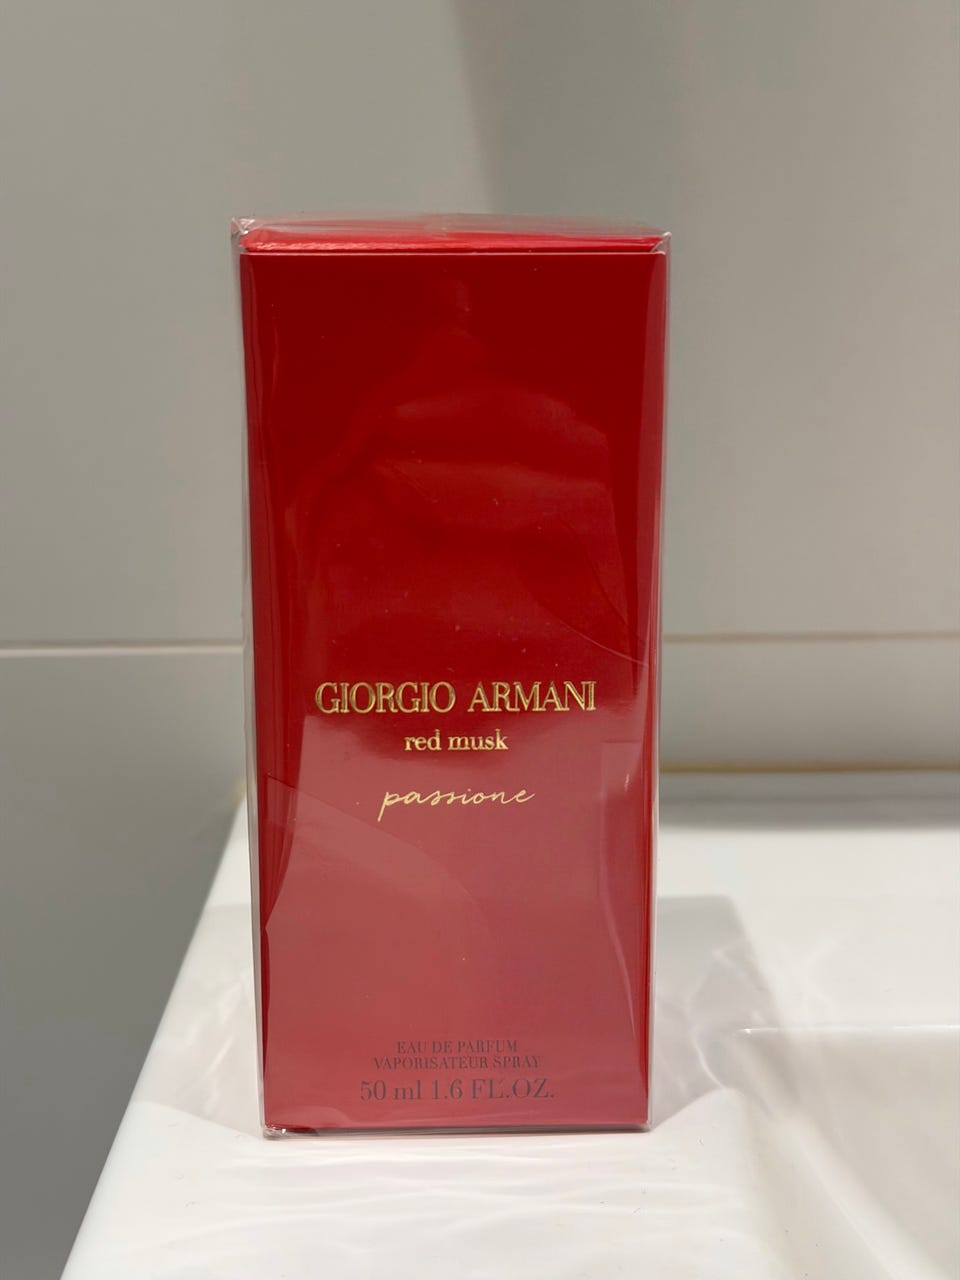 GIORGIO ARMANI
red musk
passione
EAU DE PARFUM
VAPORISATEUR SPRAY
50 ml 1.6 FL.OZ.